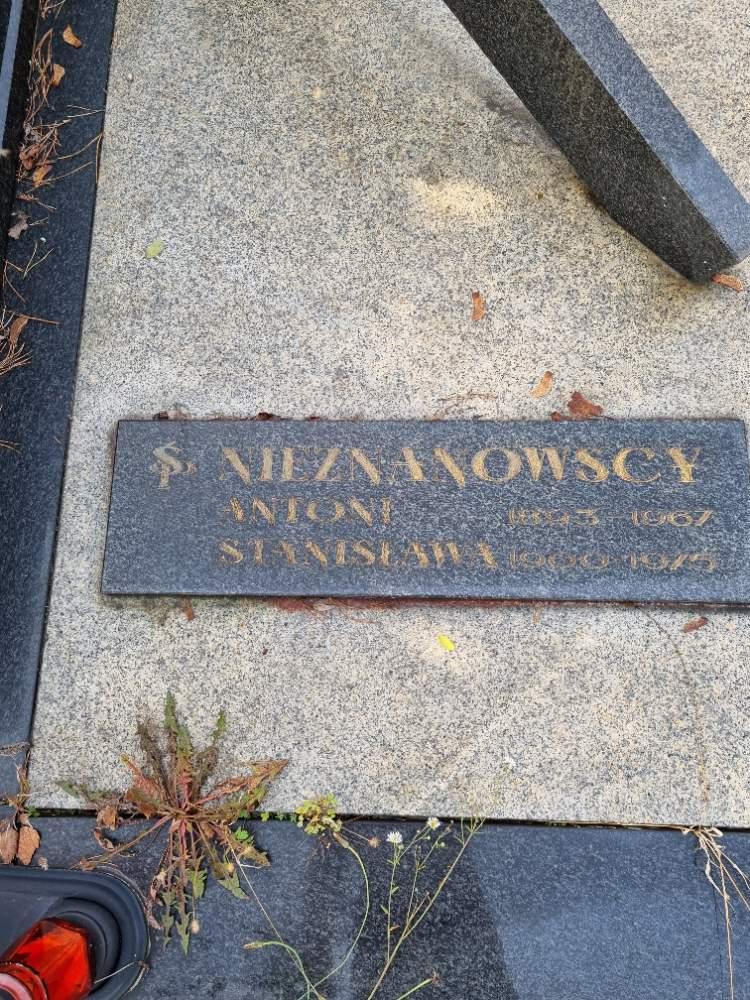 ŚP NIEZNANOWSCY
ANTONI 1893-1967
STANISŁAWA 1900-1975